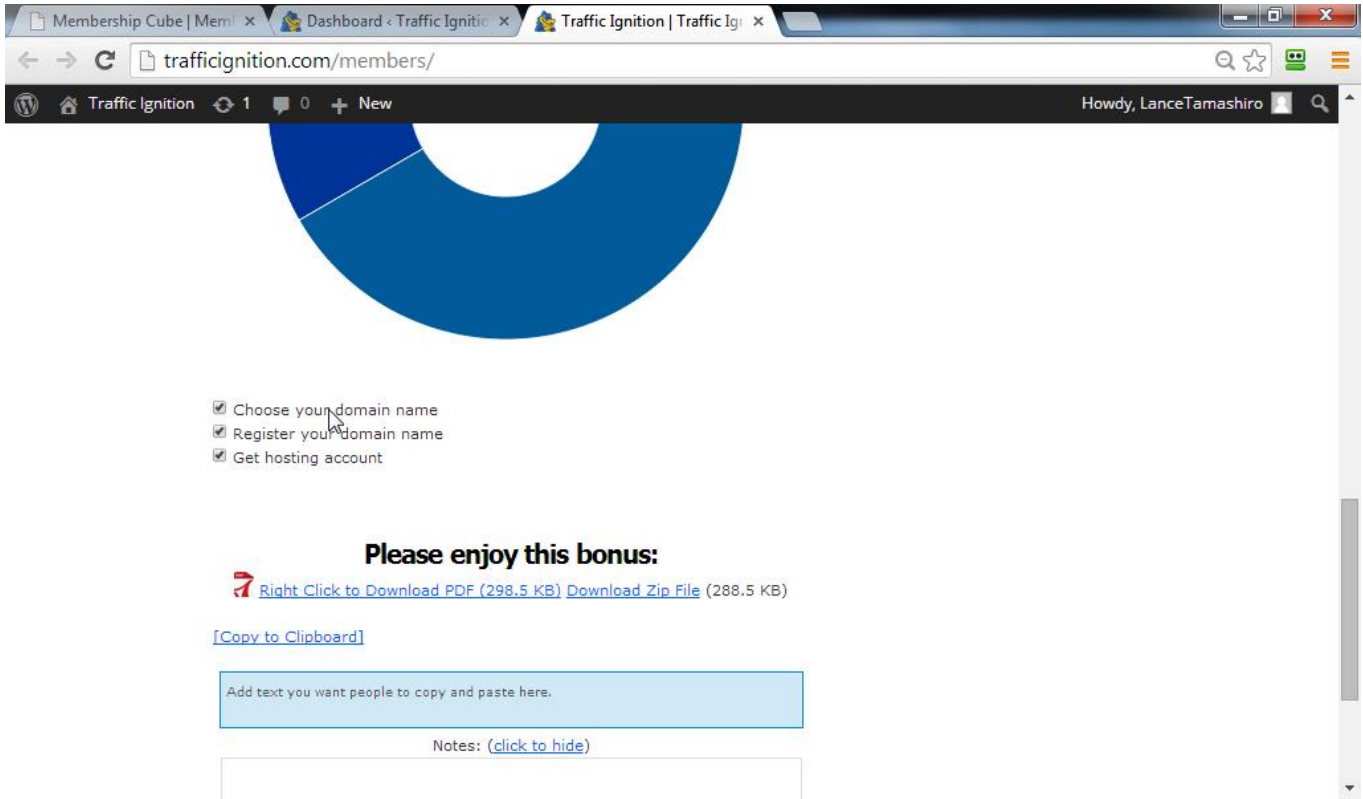 Membership Cube | Mem
Dashboard ‹ Traffic Ignitio
Traffic Ignition | Traffic Ig
trafficignition.com/members/
Traffic Ignition 1 0 + New
Howdy, LanceTamashiro
Choose your domain name
Register your domain name
Get hosting account
Please enjoy this bonus:
Right Click to Download PDF (298.5 KB) Download Zip File (288.5 KB)
[Copy to Clipboard]
Add text you want people to copy and paste here.
Notes: (click to hide)